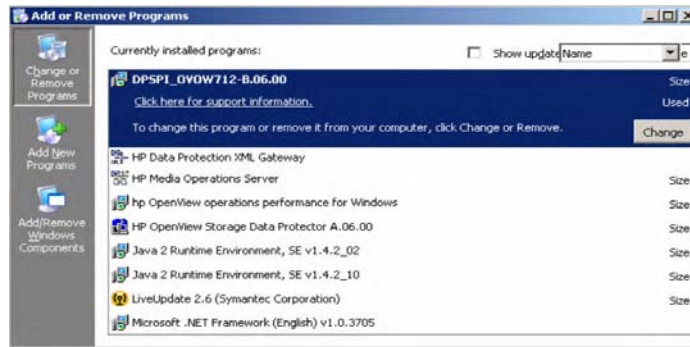 Add or Remove Programs
Currently installed programs:
Show updat Name e
Change or
Remove
Programs
DPSPI_OVOW712-B.06.00 Size
Click here for support information. Used
To change this program or remove it from your computer, click Change or Remove. Change
Add New
Programs
HP Data Protection XML Gateway
HP Media Operations Server Size
hp OpenView operations performance for Windows Size
Add/Remove
Windows
Components
HP OpenView Storage Data Protector A.06.00 Size
Java 2 Runtime Environment, SE v1.4.2_02 Size
Java 2 Runtime Environment, SE v1.4.2_10 Size
LiveUpdate 2.6 (Symantec Corporation) Size
Microsoft .NET Framework (English) v1.0.3705